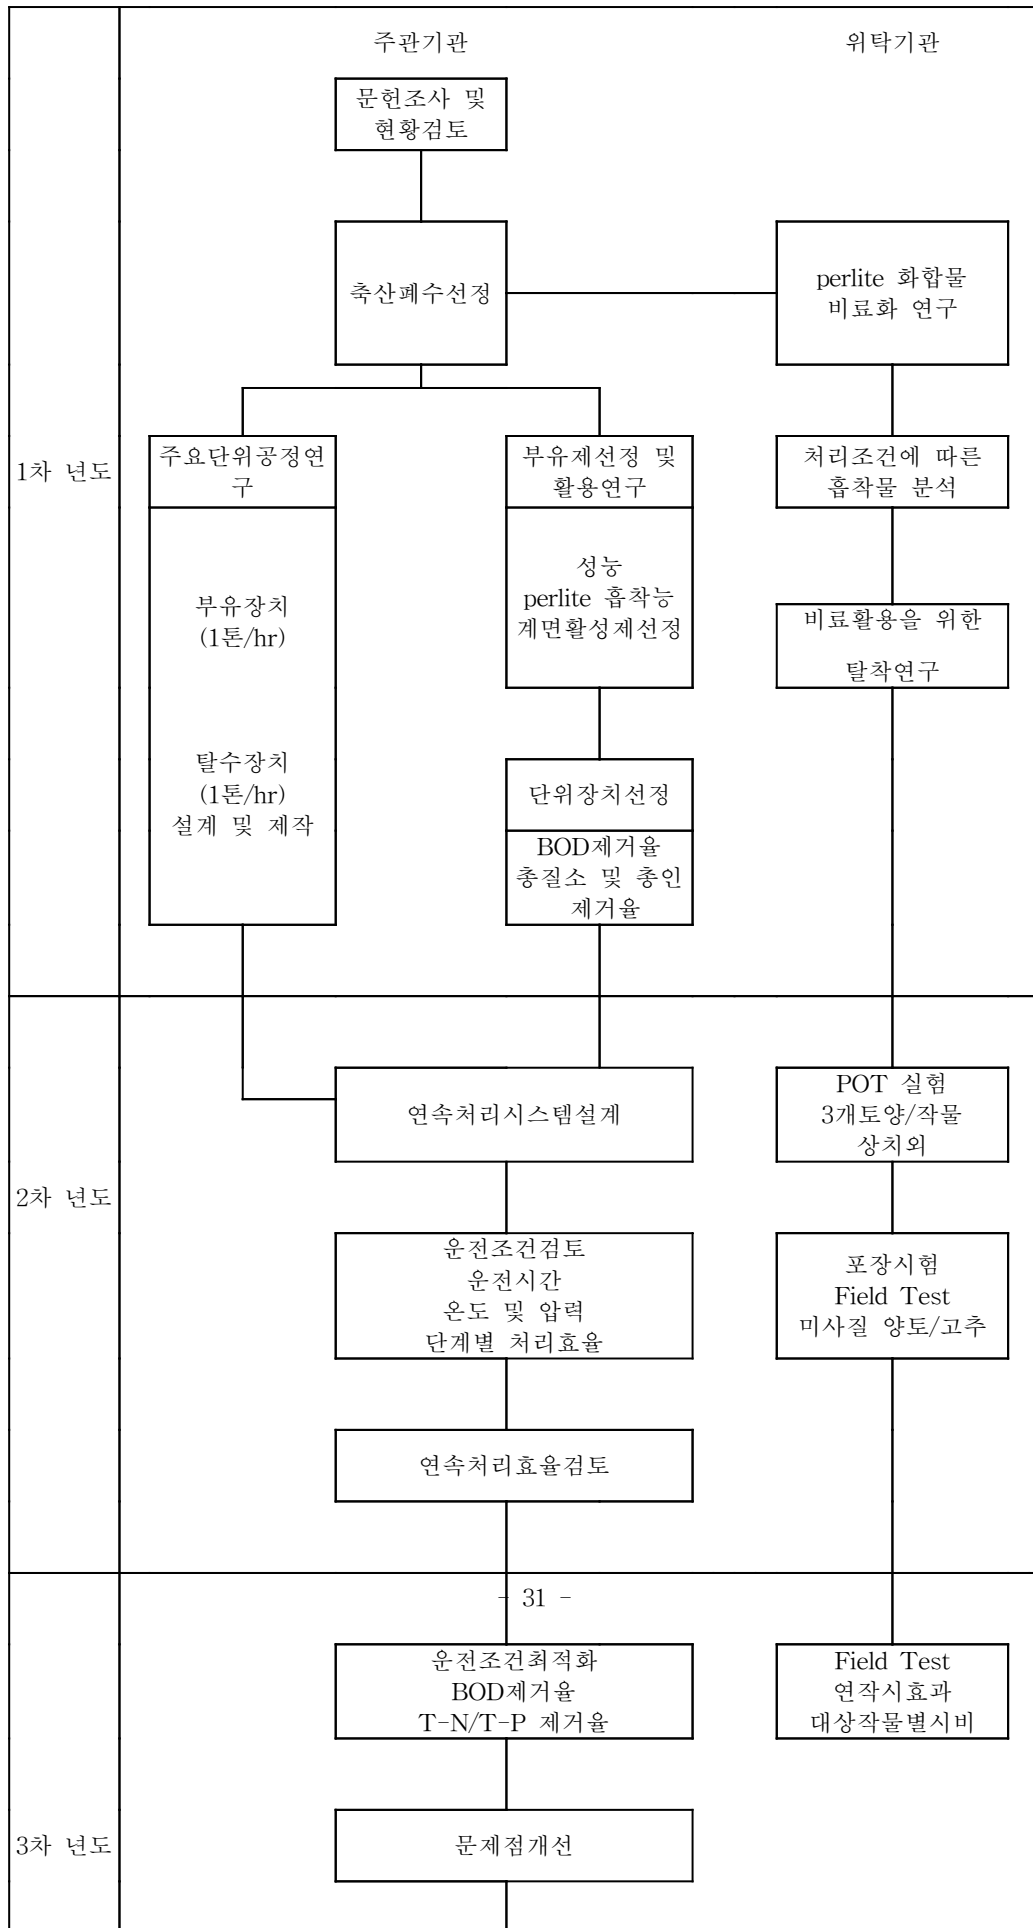 주관기관
위탁기관
문헌조사 및
현황검토
축산폐수선정
perlite 화합물
비료화 연구
1차 년도
주요단위공정연
구
부유제선정 및
활용연구
처리조건에 따른
흡착물 분석
부유장치
(1톤/hr)
탈수장치
(1톤/hr)
설계 및 제작
성능
perlite 흡착능
계면활성제선정
비료활용을 위한
탈착연구
단위장치선정
BOD제거율
총질소 및 총인
제거율
2차 년도
연속처리시스템설계
POT 실험
3개토양/작물
상치외
운전조건검토
운전시간
온도 및 압력
단계별 처리효율
포장시험
Field Test
미사질 양토/고추
연속처리효율검토
- 31 -
3차 년도
운전조건최적화
BOD제거율
T-N/T-P 제거율
Field Test
연작시효과
대상작물별시비
문제점개선